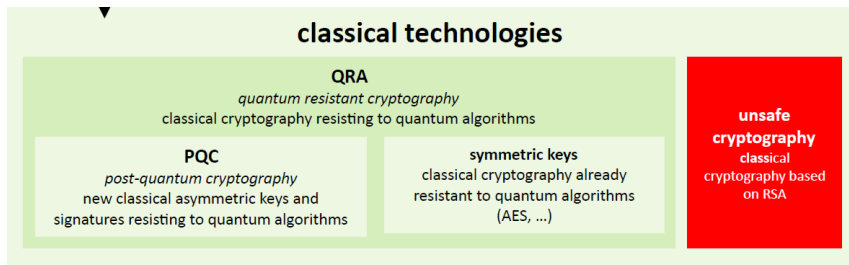 classical technologies
QRA
quantum resistant cryptography
classical cryptography resisting to quantum algorithms
PQC
post-quantum cryptography
new classical asymmetric keys and
signatures resisting to quantum algorithms
symmetric keys
classical cryptography already
resistant to quantum algorithms
(AES, ...)
unsafe
cryptography
classical
cryptography based
on RSA